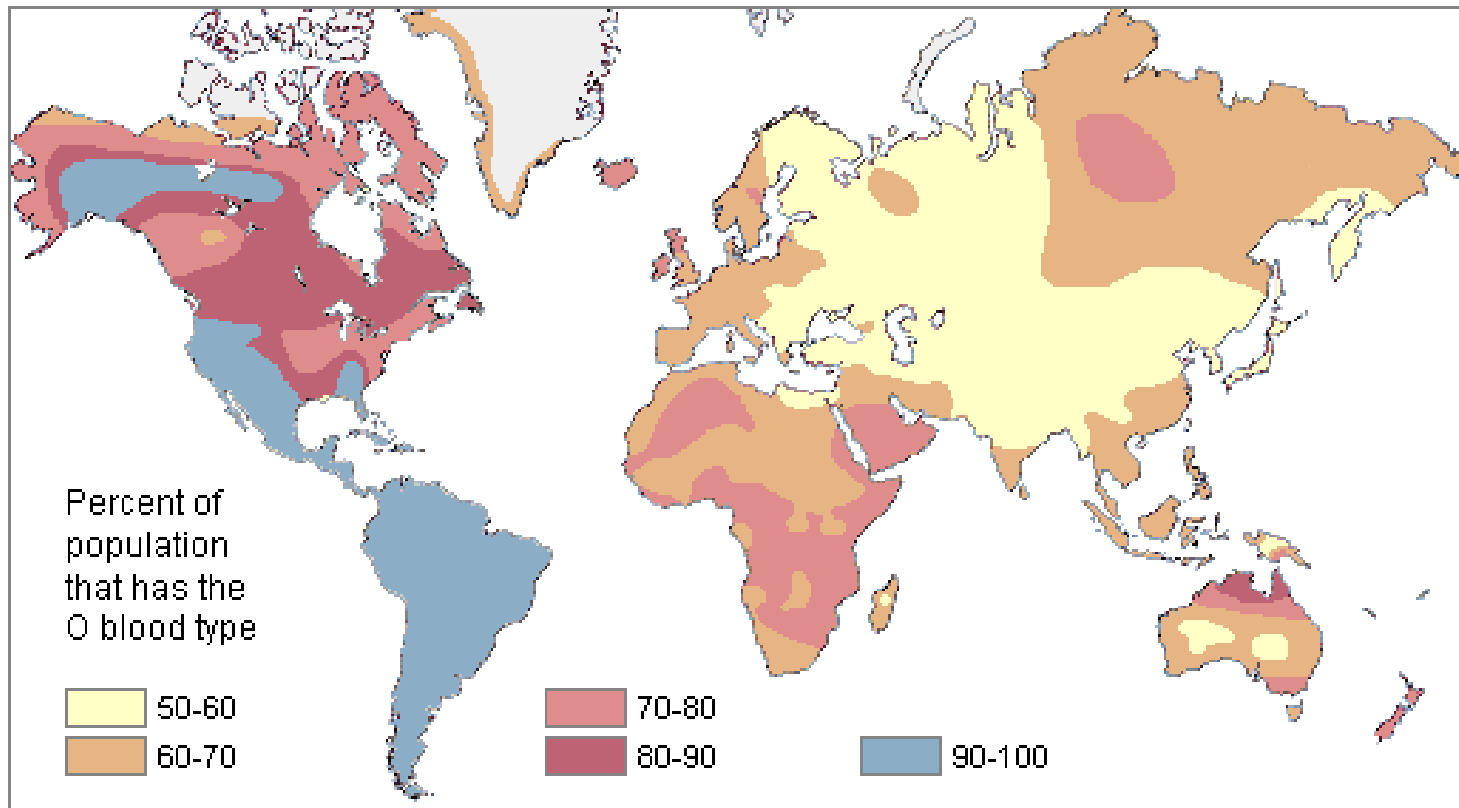 Percent of
population
that has the
O blood type
50-60
60-70
70-80
80-90
90-100